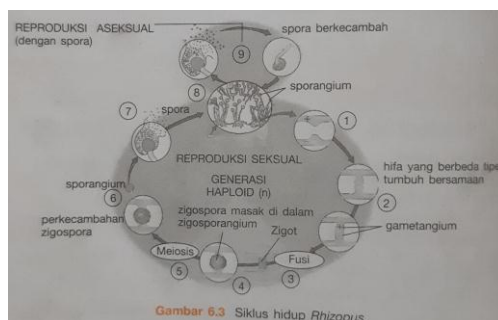 REPRODUKSI ASEKSUAL
(dengan spora)
spora berkecambah
9
8
sporangium
7
spora
1
REPRODUKSI SEKSUAL
GENERASI
HAPLOID (n)
hifa yang berbeda tipe
tumbuh bersamaan
2
sporangium
6
perkecambahan
zigospora
zigospora masak di dalam
zigosporangium
Zigot
gametangium
Meiosis
5
4
Fusi
3
Gambar 6.3 Siklus hidup Rhizopus